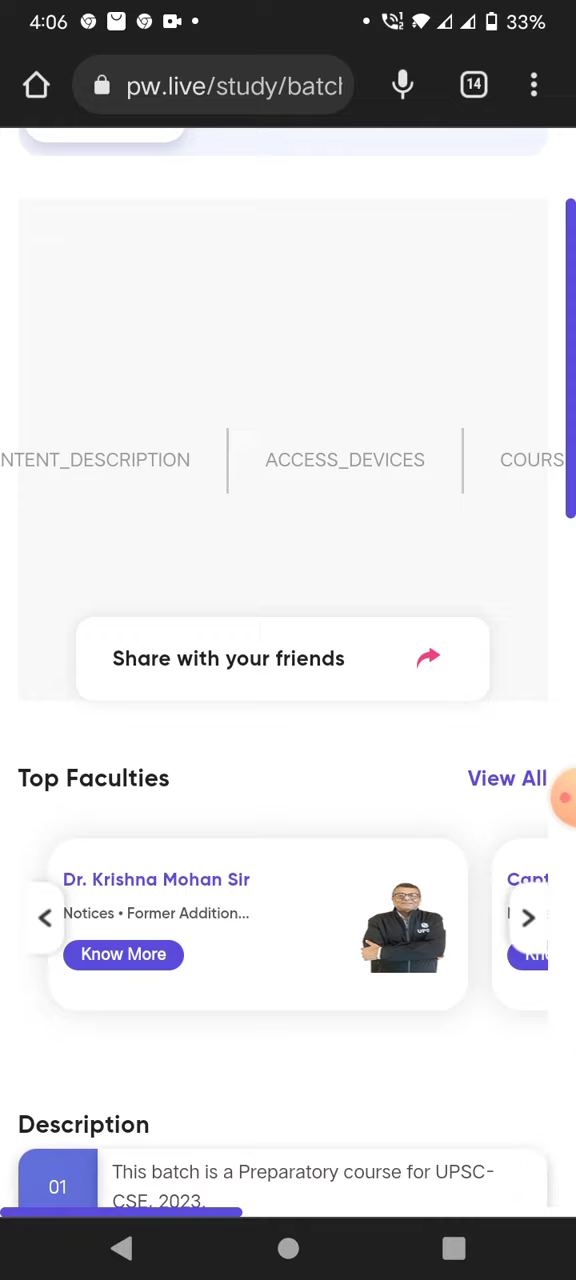 4:06
33%
pw.live/study/batch
14
NTENT_DESCRIPTION
ACCESS_DEVICES
COURS
Share with your friends
Top Faculties
View All
Dr. Krishna Mohan Sir
Notices • Former Addition...
Know More
Capt
Description
01
This batch is a Preparatory course for UPSC-
CSE, 2023.